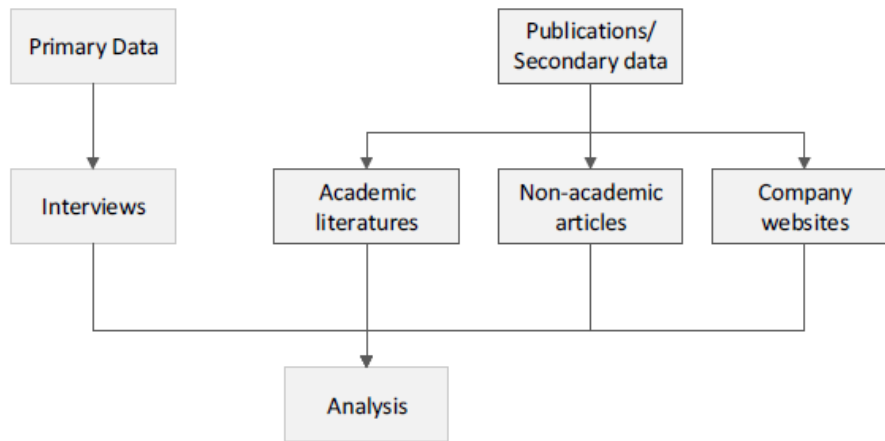 Primary Data
Publications/
Secondary data
Interviews
Academic
literatures
Non-academic
articles
Company
websites
Analysis